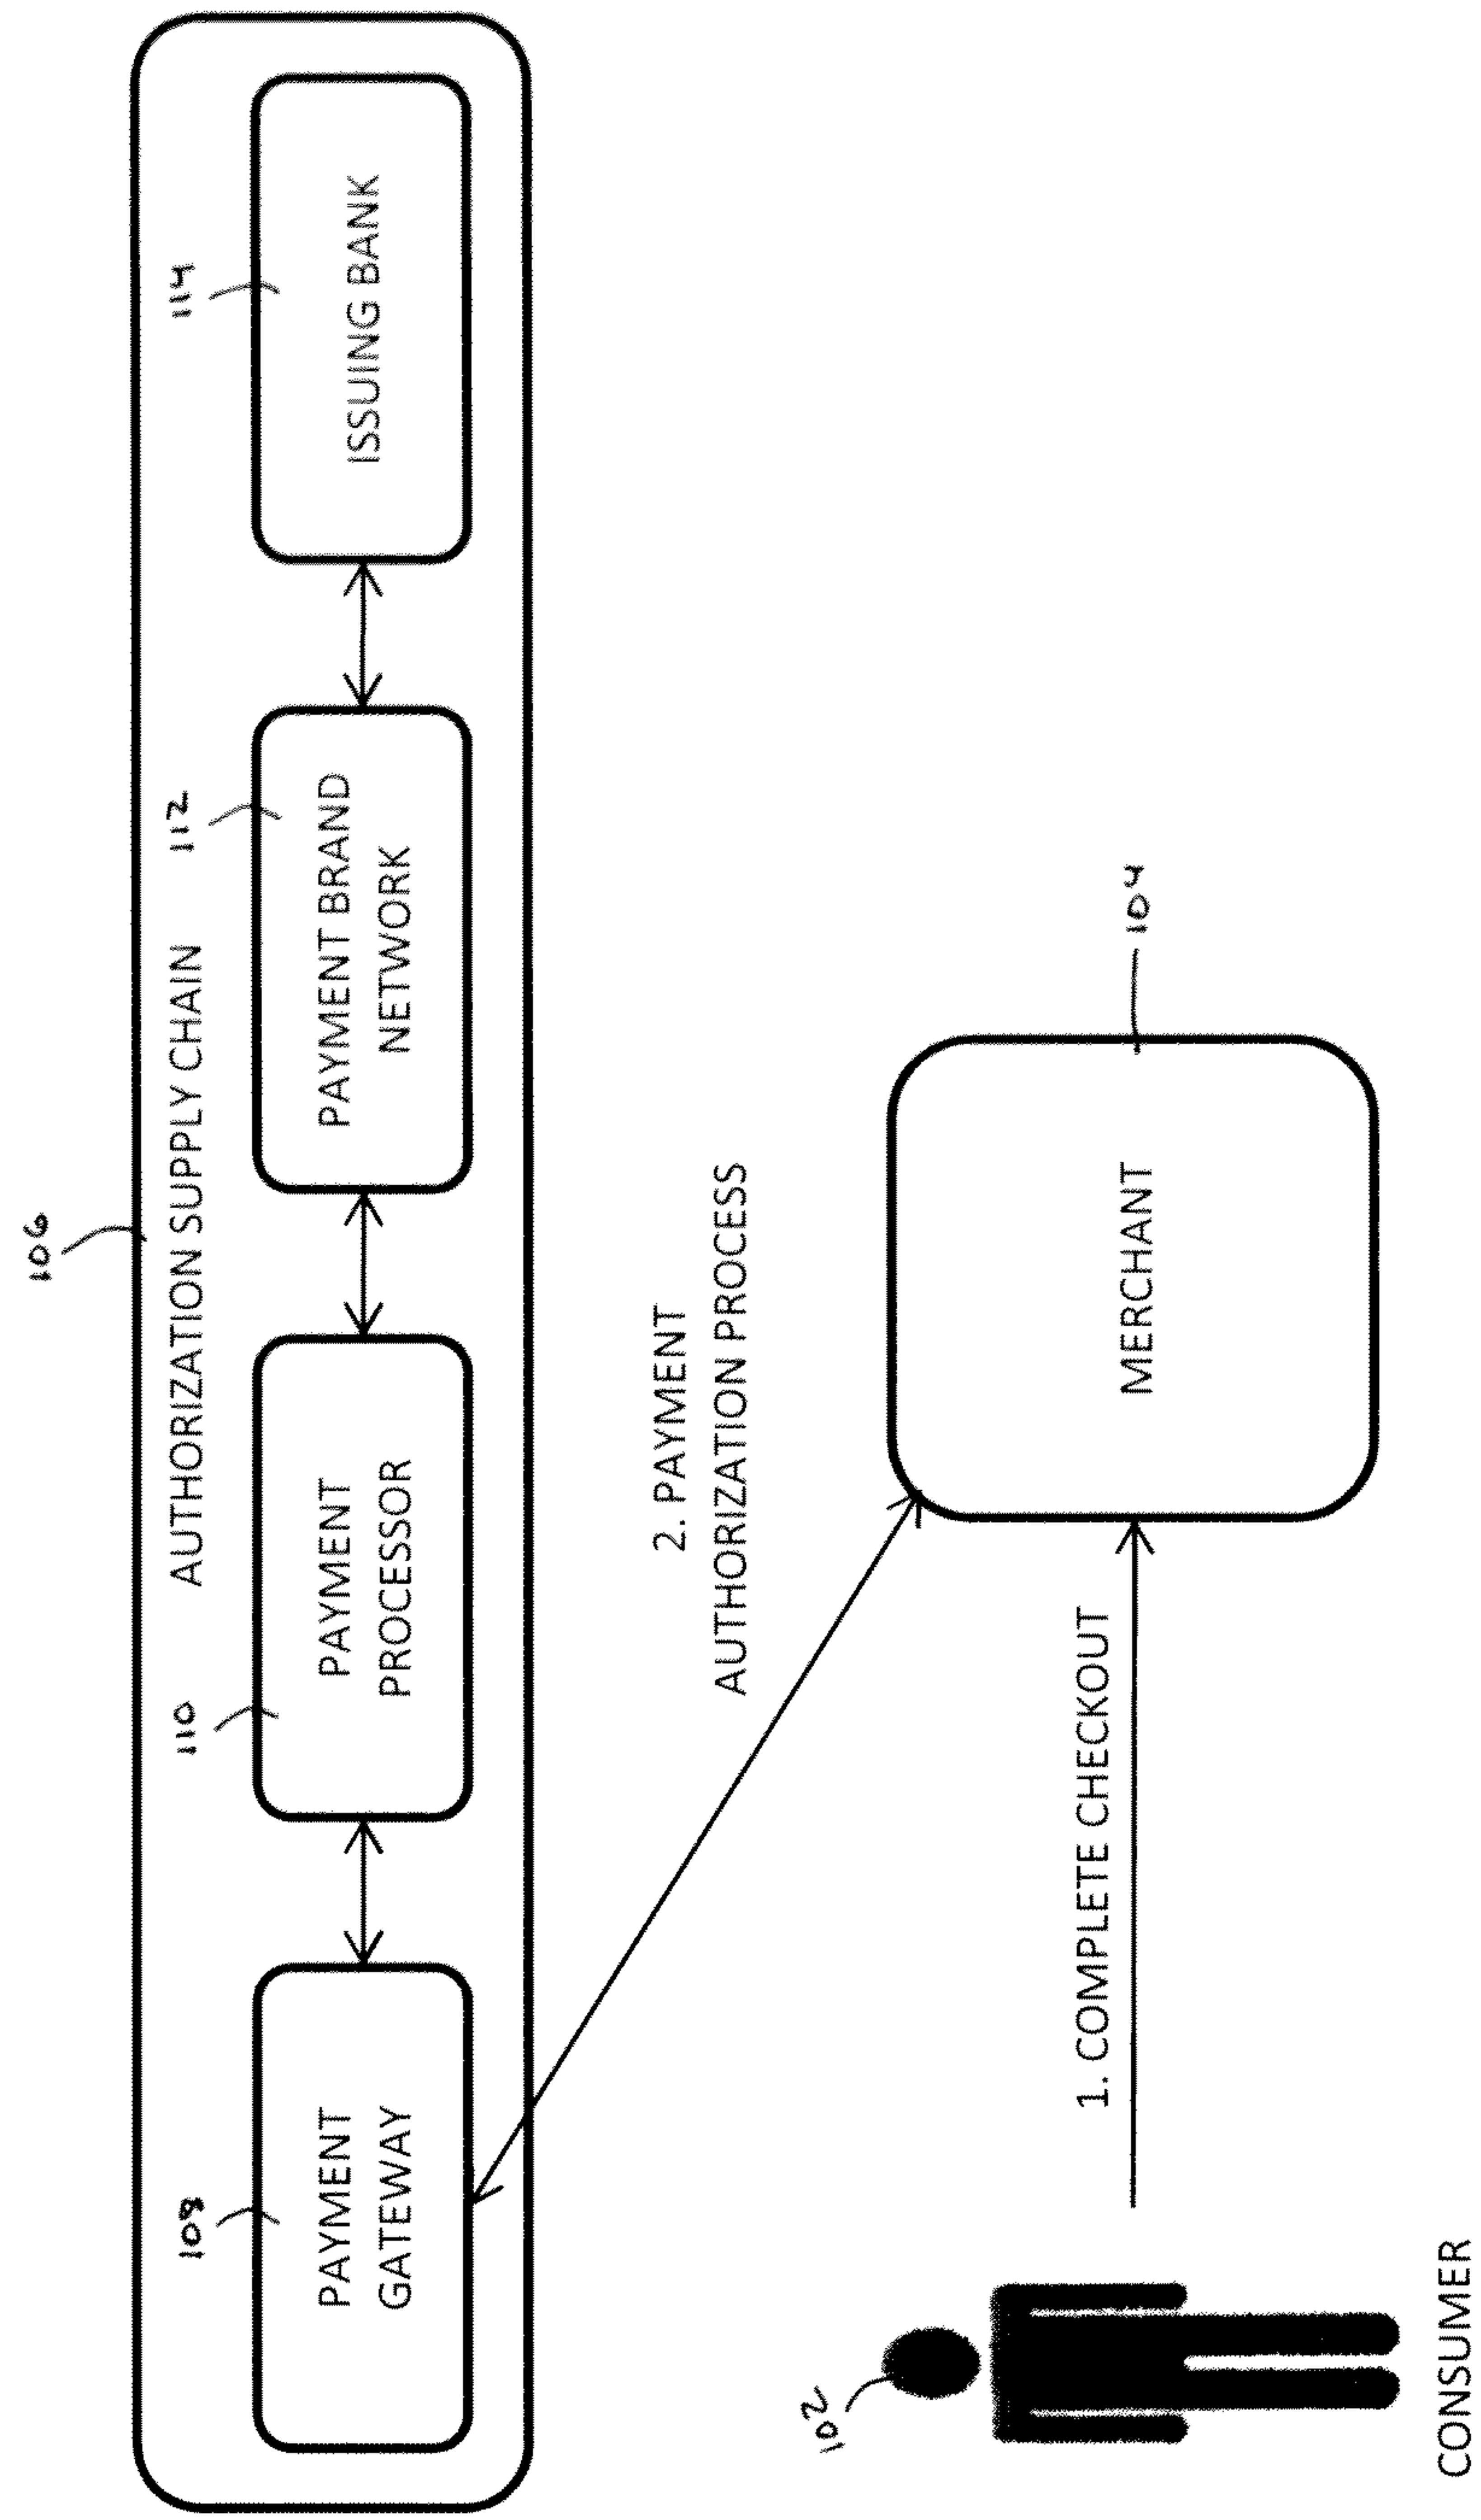 106
AUTHORIZATION SUPPLY CHAIN
108
110
112
114
PAYMENT
GATEWAY
PAYMENT
PROCESSOR
PAYMENT BRAND
NETWORK
ISSUING BANK
2. PAYMENT
AUTHORIZATION PROCESS
102
1. COMPLETE CHECKOUT
MERCHANT
104
CONSUMER